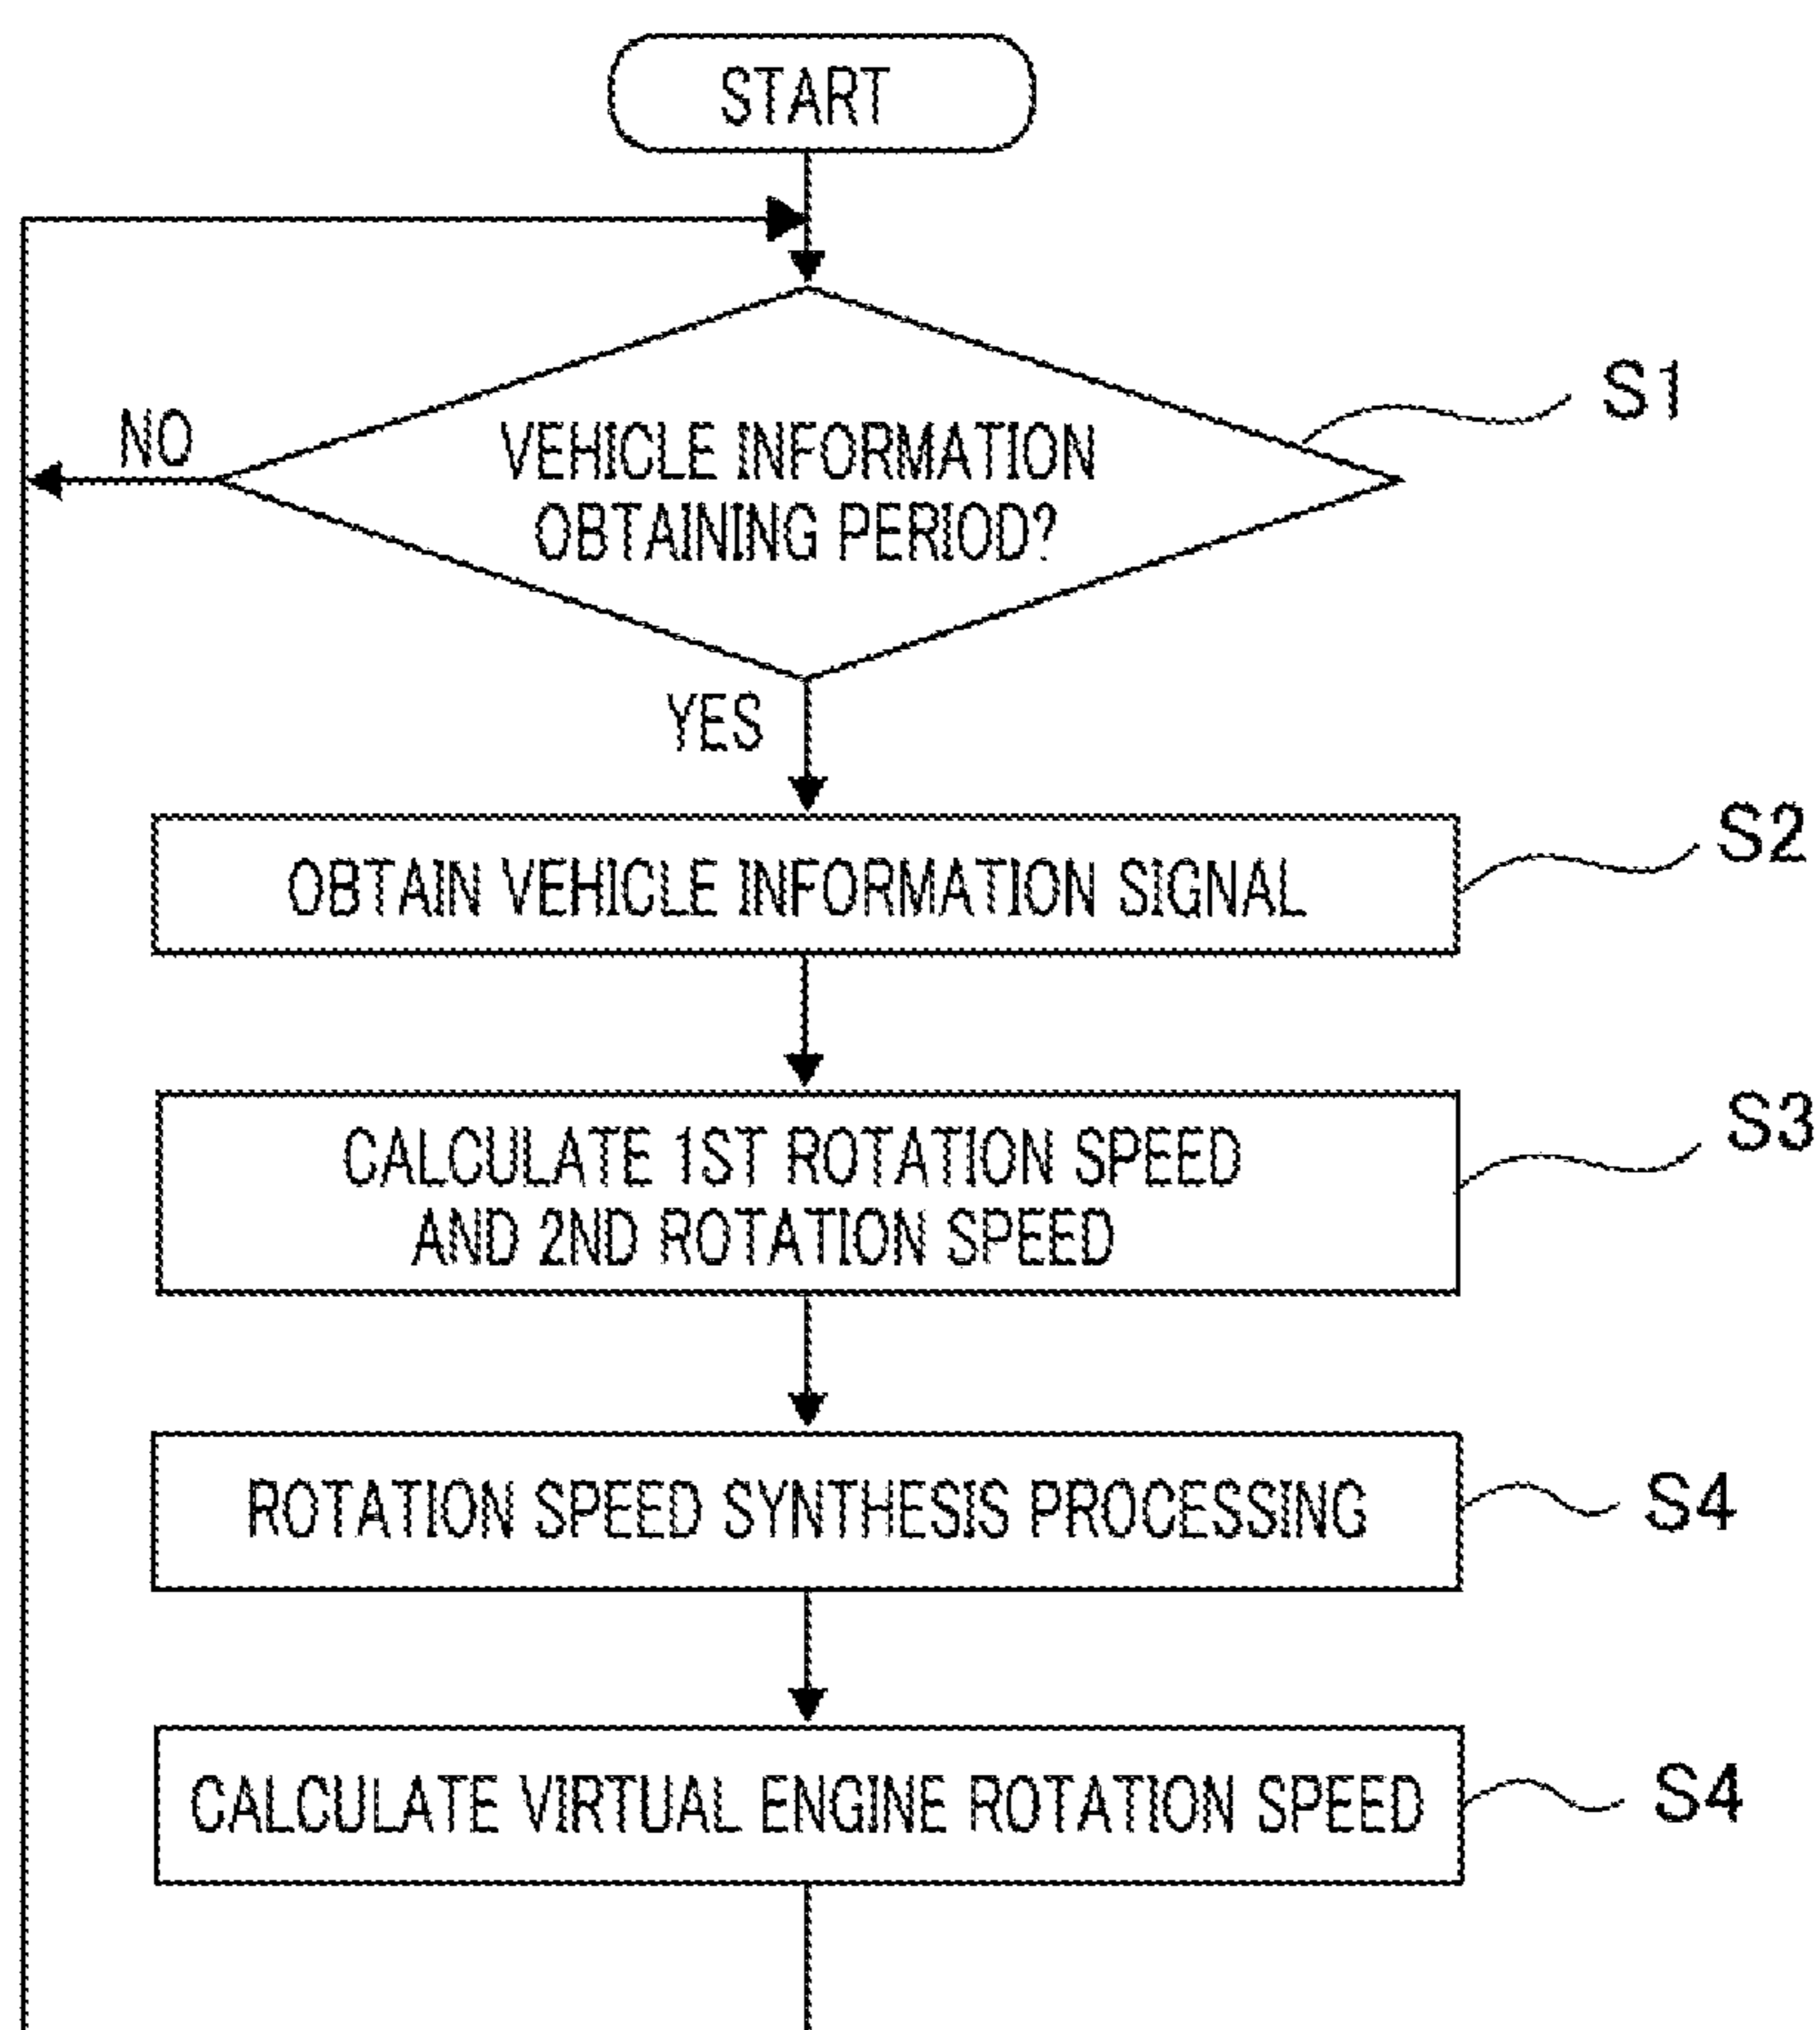 START
NO
VEHICLE INFORMATION
OBTAINING PERIOD?
S1
YES
OBTAIN VEHICLE INFORMATION SIGNAL
S2
CALCULATE 1ST ROTATION SPEED
AND 2ND ROTATION SPEED
S3
ROTATION SPEED SYNTHESIS PROCESSING
S4
CALCULATE VIRTUAL ENGINE ROTATION SPEED
S4